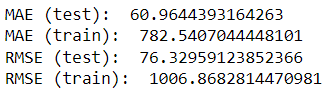 MAE (test):  60.9644393164263
MAE (train):  782.5407044448101
RMSE (test):  76.32959123852366
RMSE (train):  1006.8682814470981